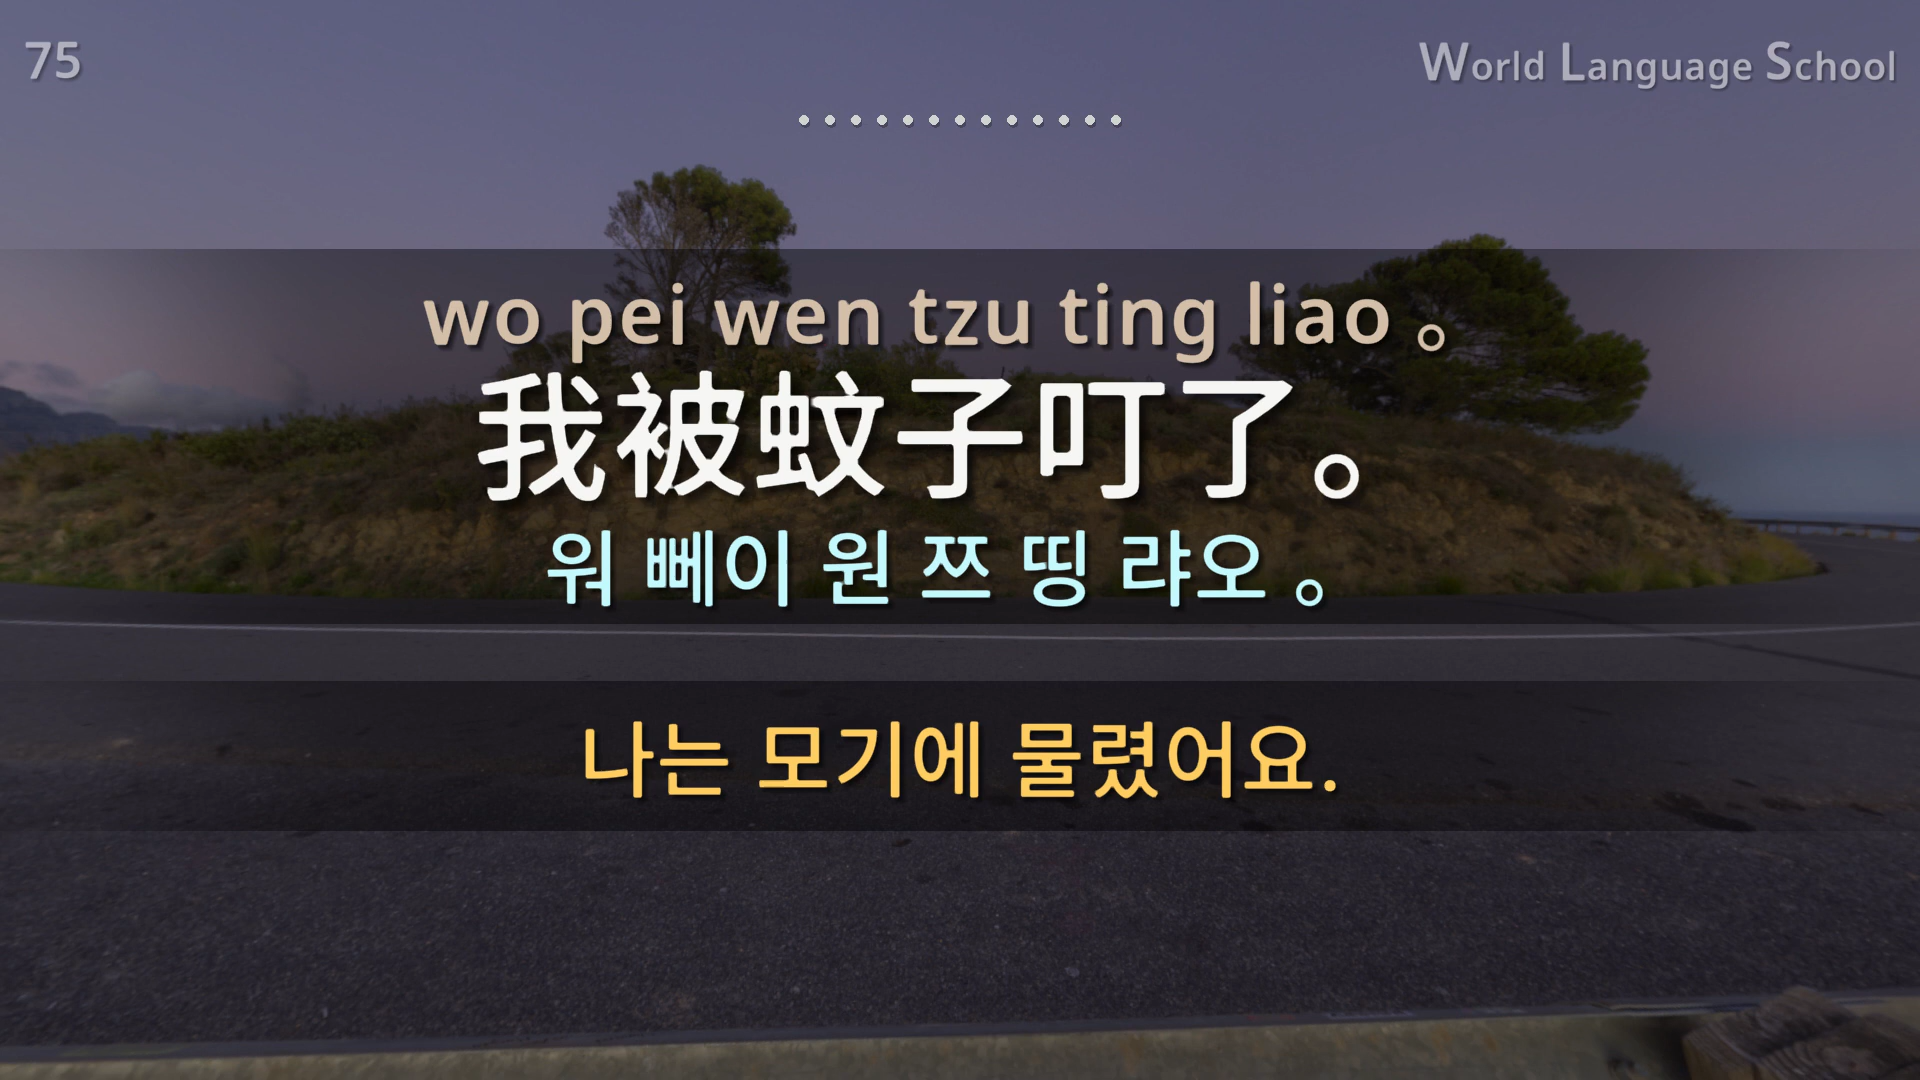 75
World Language School
wo pei wen tzu ting liao 。
我被蚊子叮了。
워 뻬이 원 쯔 띵 랴오 。
나는 모기에 물렸어요.